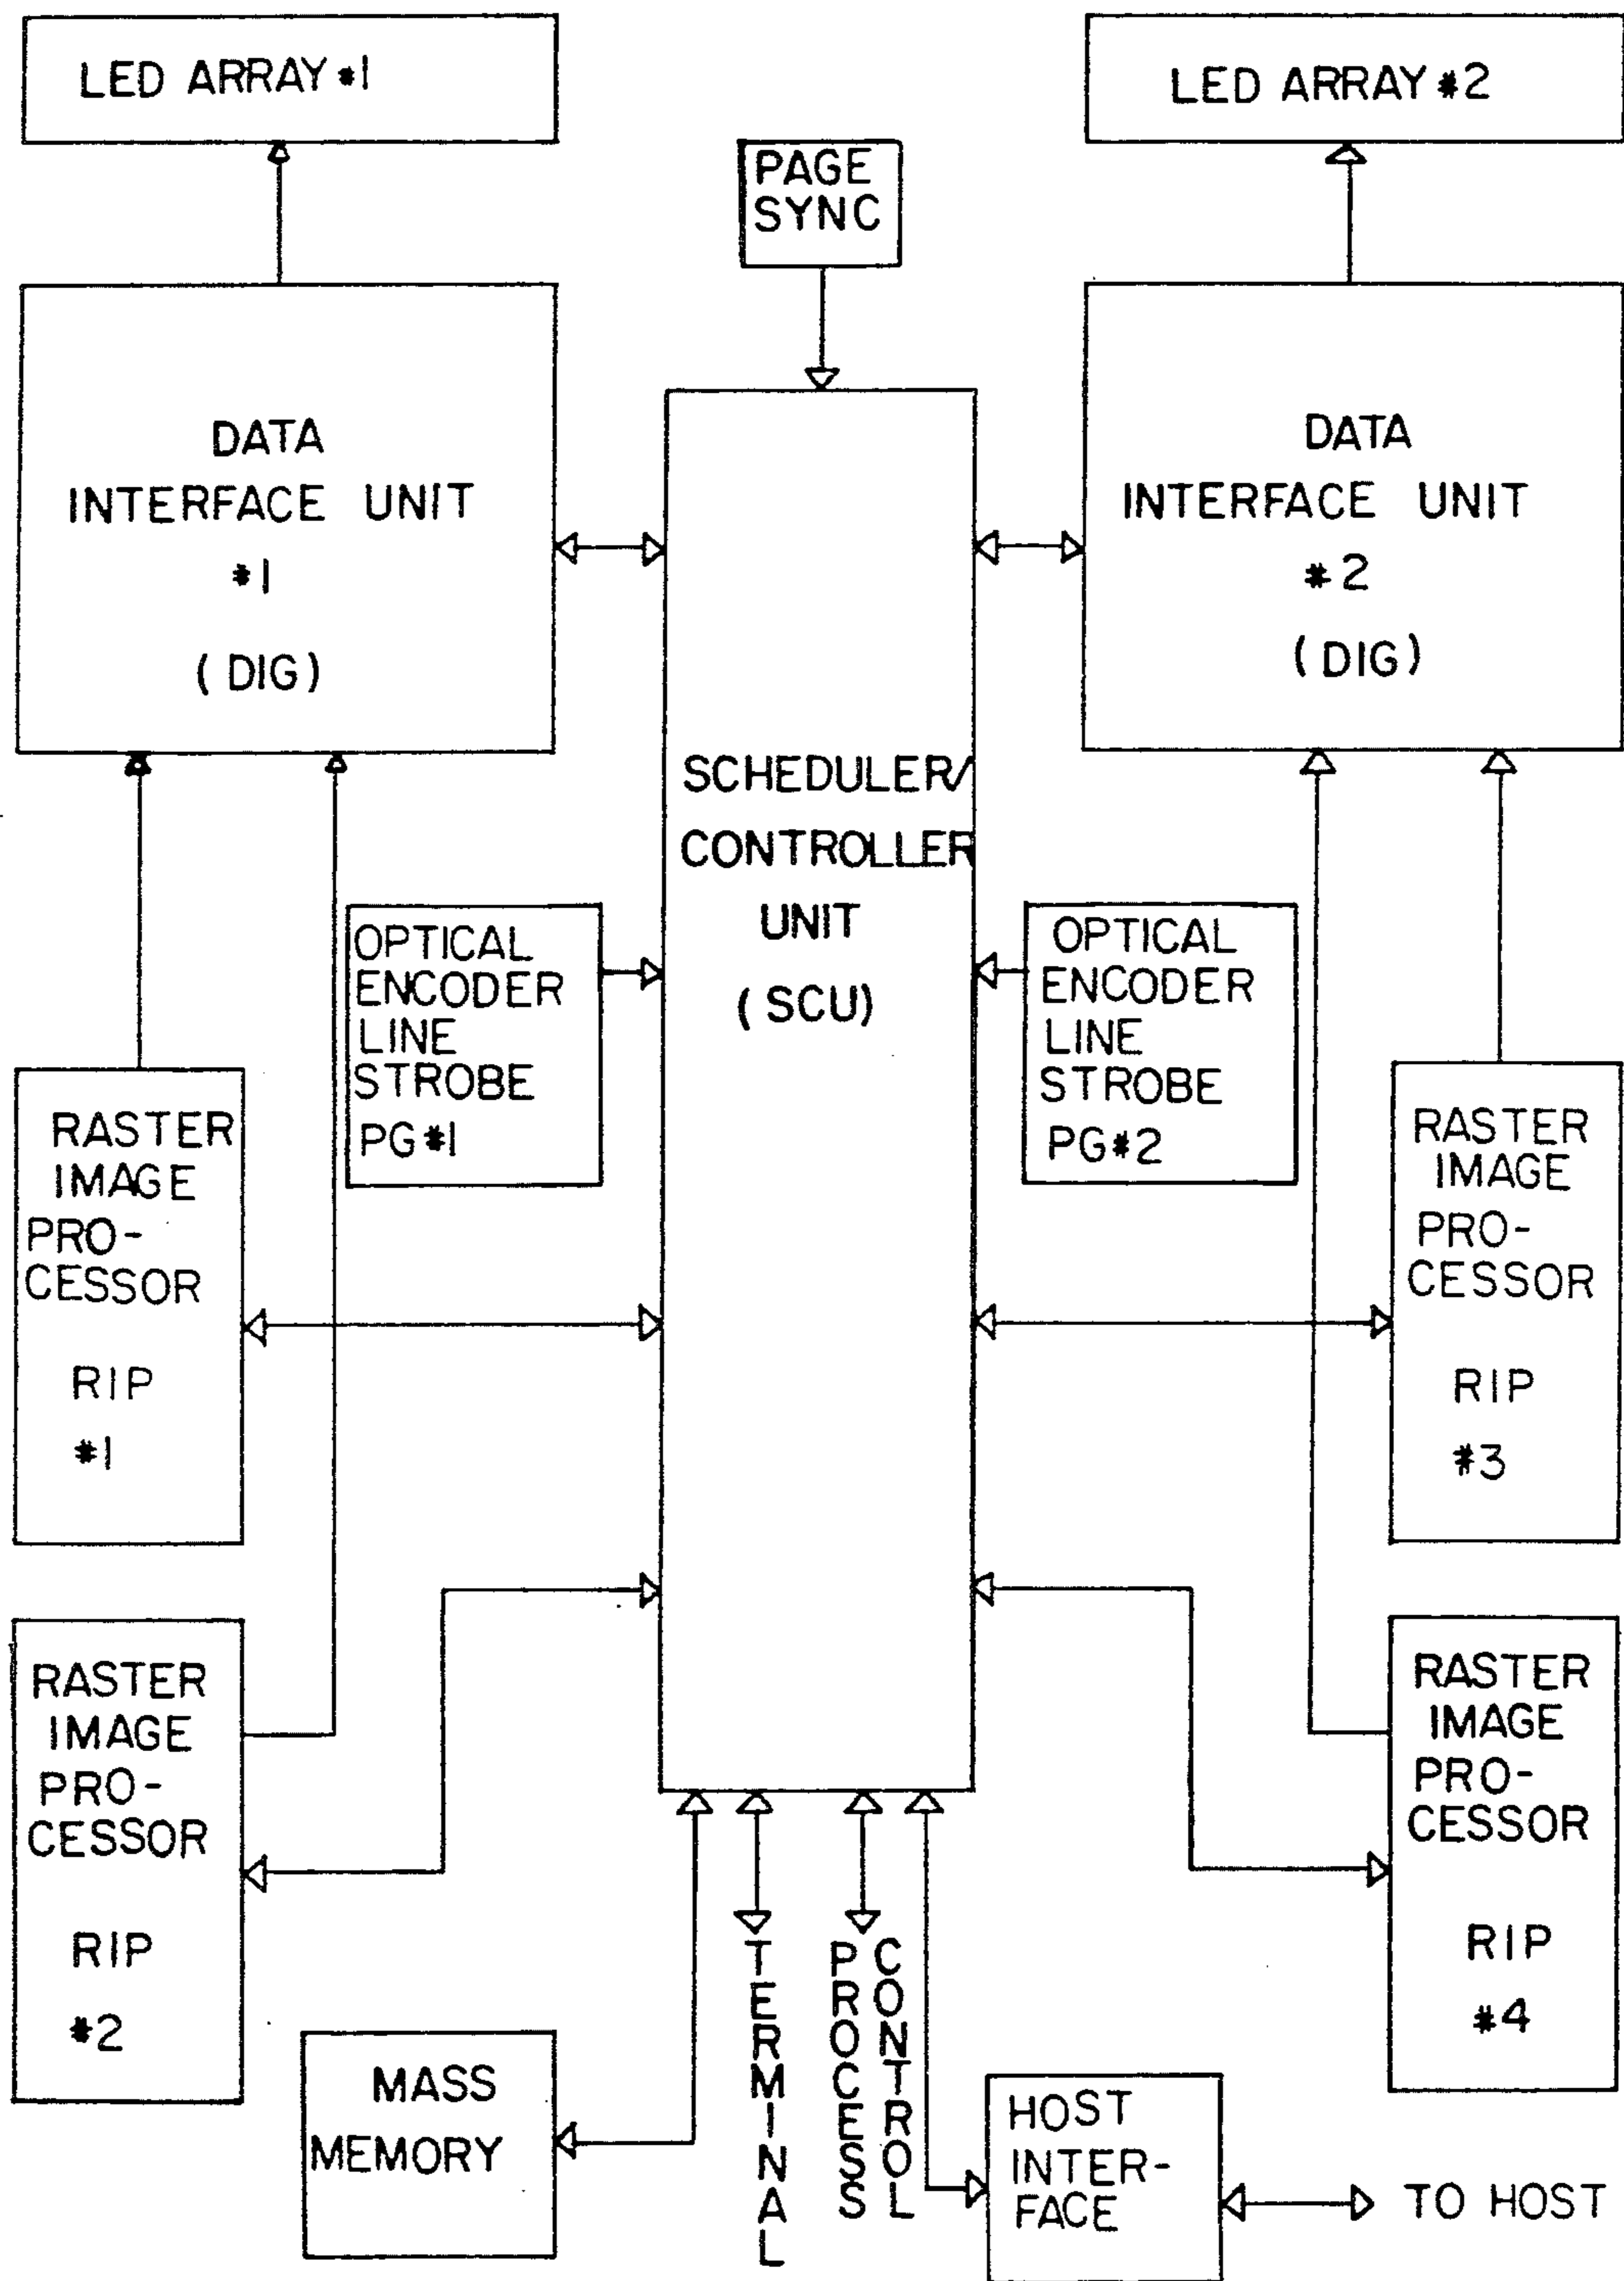 LED ARRAY #1
LED ARRAY #2
PAGE
SYNC
DATA
INTERFACE UNIT
#1
(DIG)
DATA
INTERFACE UNIT
#2
(DIG)
SCHEDULER/
CONTROLLER
UNIT
(SCU)
OPTICAL
ENCODER
LINE
STROBE
PG#1
OPTICAL
ENCODER
LINE
STROBE
PG#2
RASTER
IMAGE
PRO-
CESSOR
RIP
#1
RASTER
IMAGE
PRO-
CESSOR
RIP
#3
RASTER
IMAGE
PRO-
CESSOR
RIP
#2
RASTER
IMAGE
PRO-
CESSOR
RIP
#4
MASS
MEMORY
TERMINAL
PROCESS
CONTROL
HOST
INTER-
FACE
TO HOST